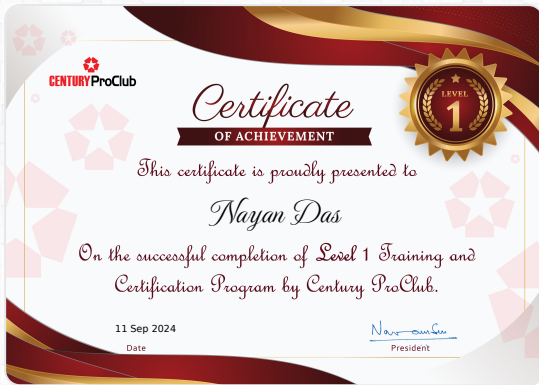 CENTURY ProClub
Certificate
OF ACHIEVEMENT
LEVEL
1
This certificate is proudly presented to
Nayan Das
On the successful completion of Level 1 Training and
Certification Program by Century ProClub.
11 Sep 2024
Date
President